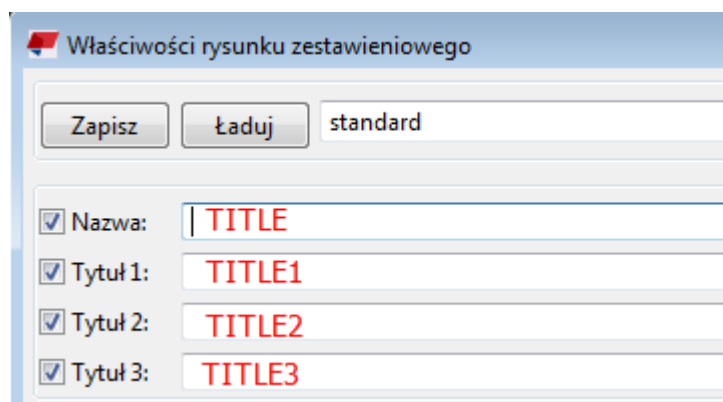 Właściwości rysunku zestawieniowego
Zapisz Ładuj standard
Nazwa: TITLE
Tytuł 1: TITLE1
Tytuł 2: TITLE2
Tytuł 3: TITLE3